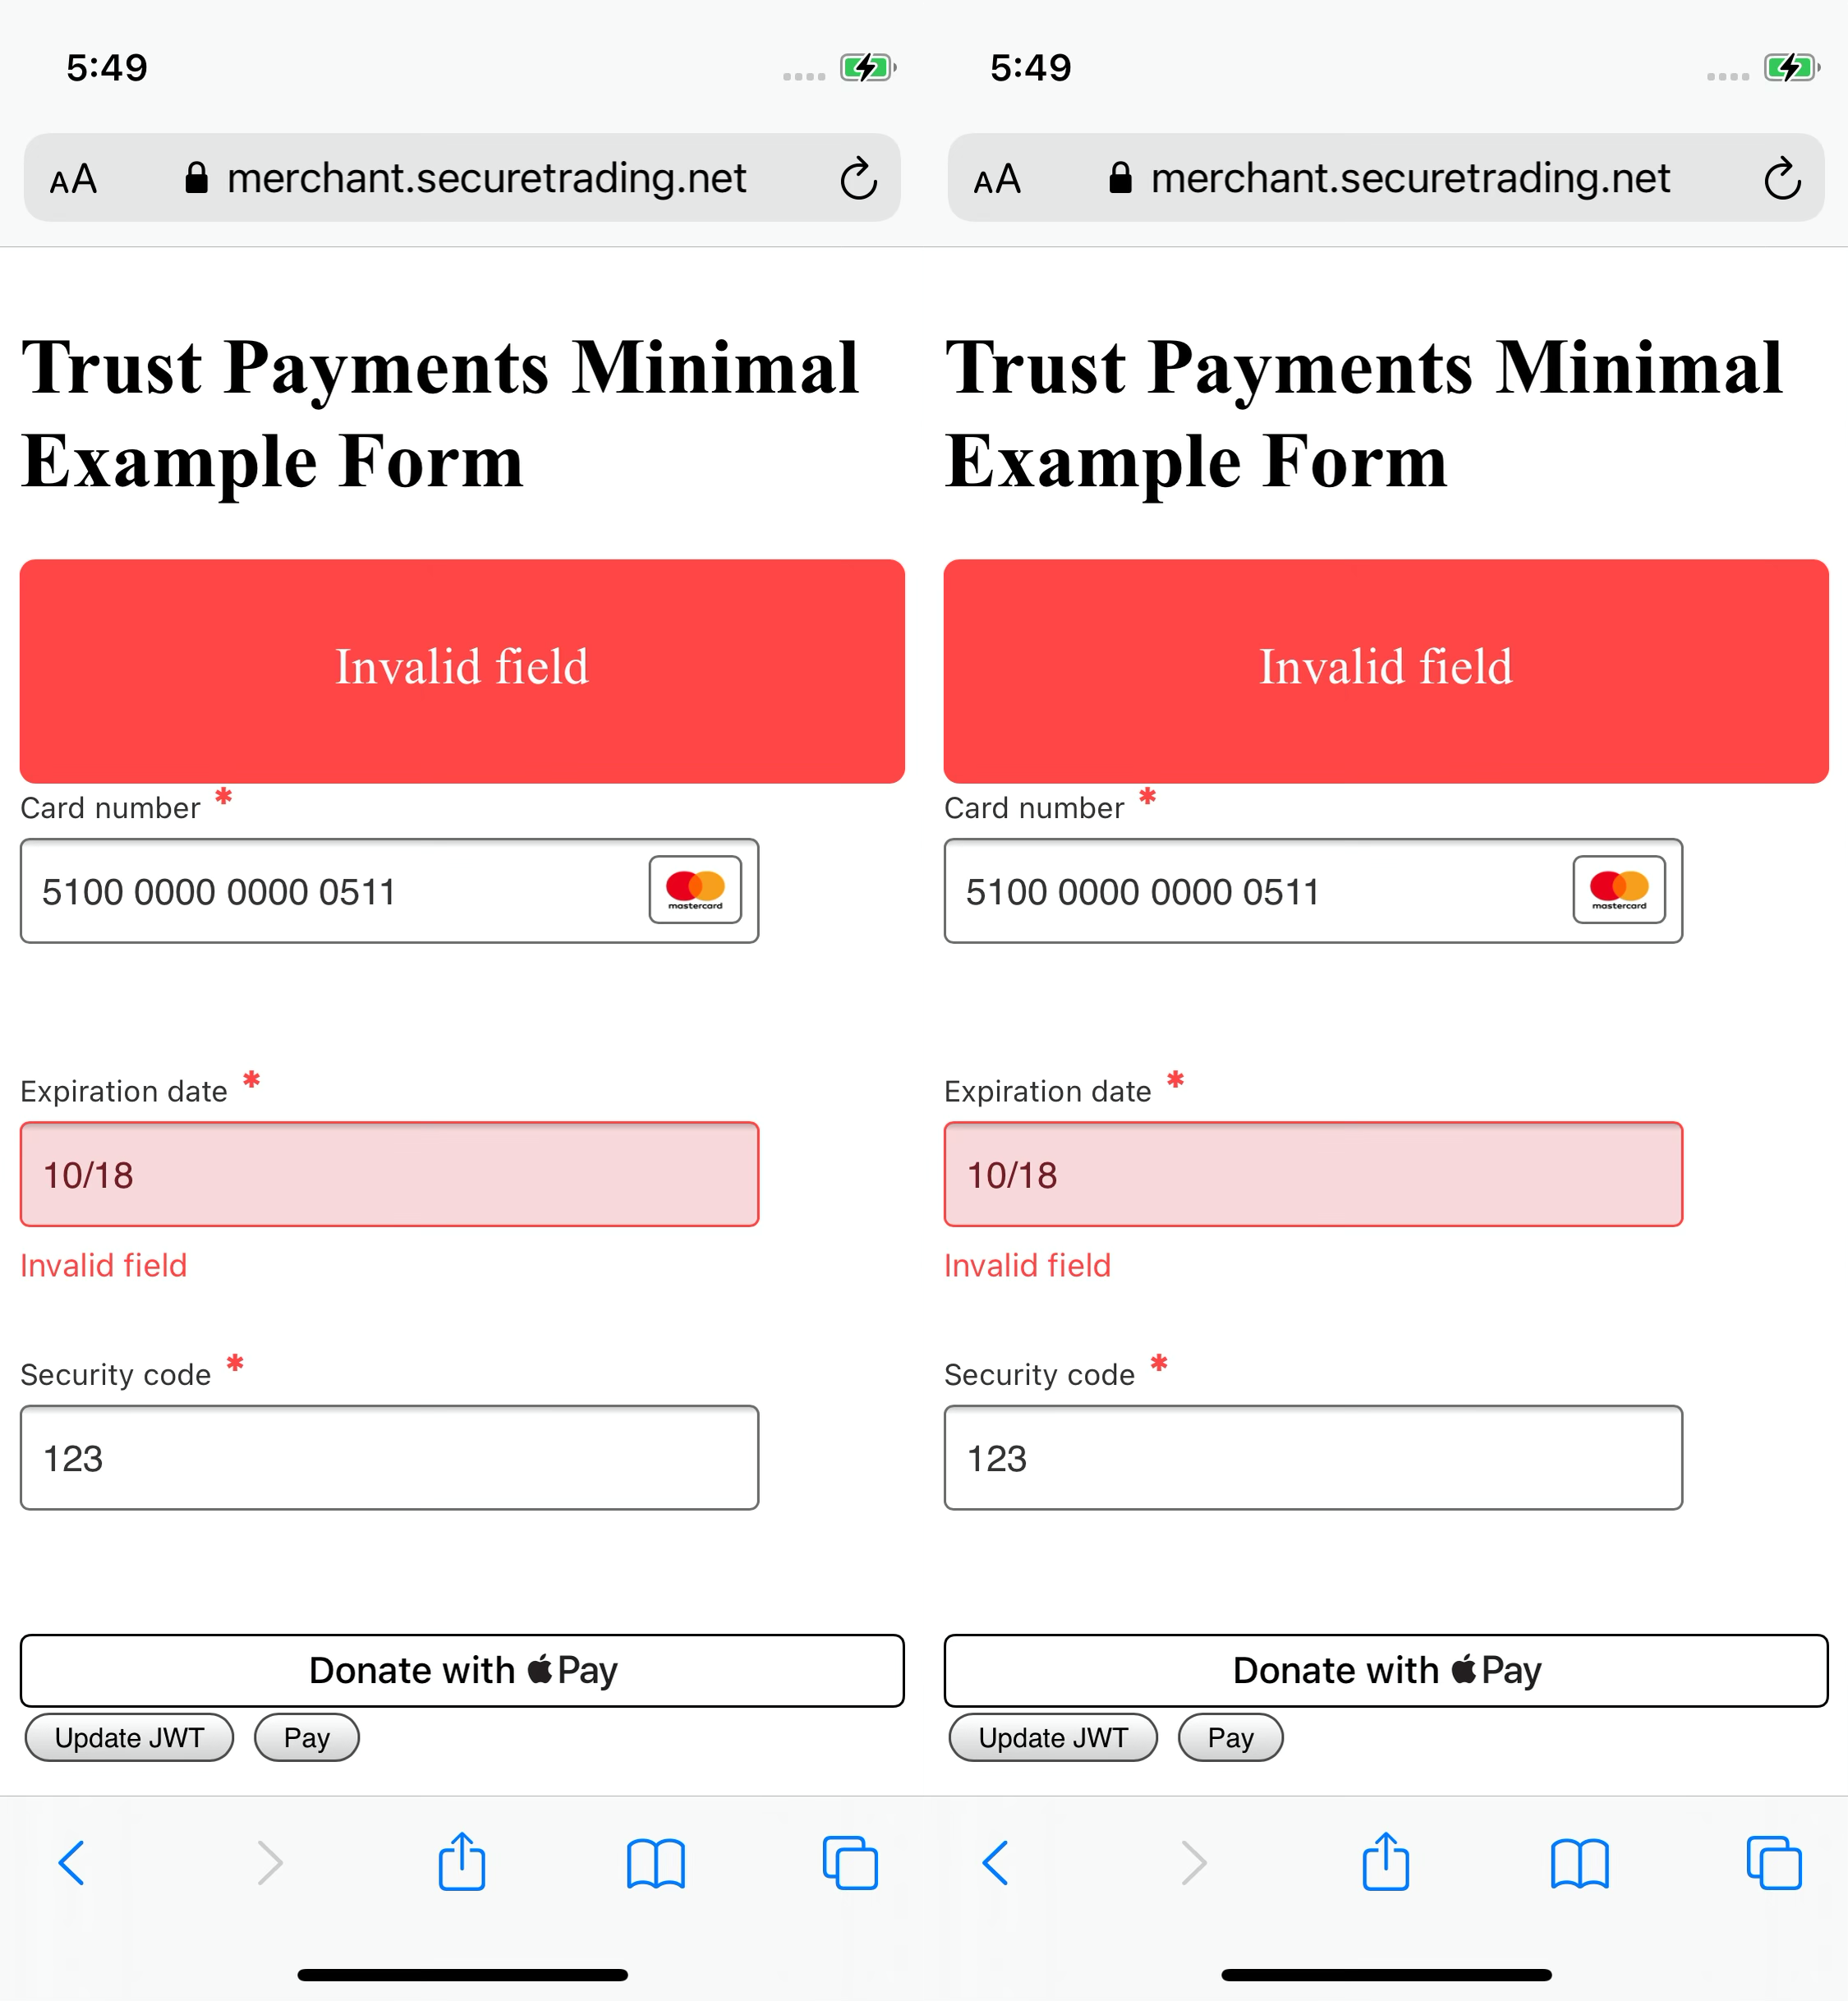 5:49
AA merchant.securetrading.net
Trust Payments Minimal
Example Form
Invalid field
Card number *
5100 0000 0000 0511 mastercard
Expiration date *
10/18
Invalid field
Security code *
123
Donate with Pay
Update JWT Pay
5:49
AA merchant.securetrading.net
Trust Payments Minimal
Example Form
Invalid field
Card number *
5100 0000 0000 0511 mastercard
Expiration date *
10/18
Invalid field
Security code *
123
Donate with Pay
Update JWT Pay